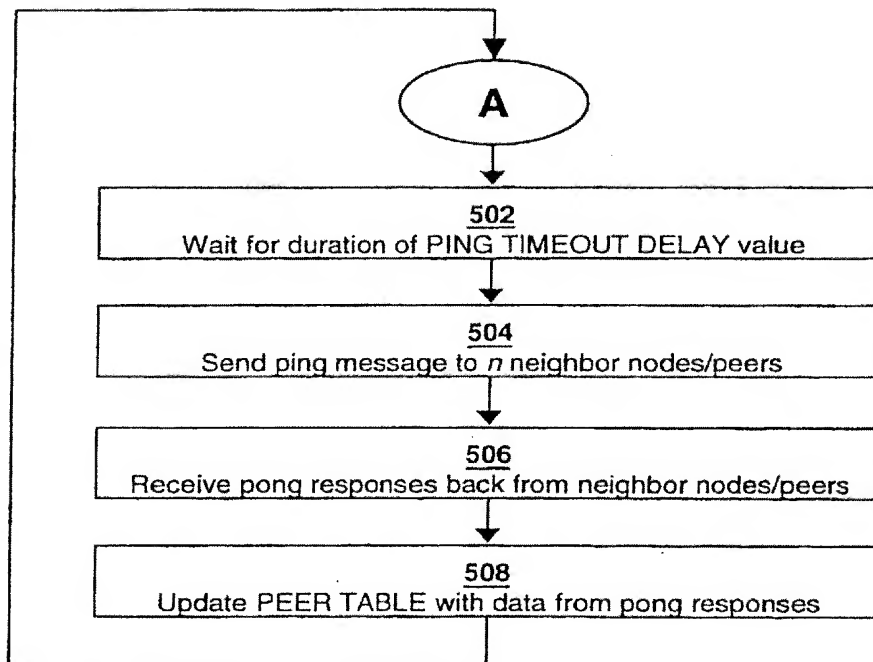 A
502
Wait for duration of PING TIMEOUT DELAY value
504
Send ping message to n neighbor nodes/peers
506
Receive pong responses back from neighbor nodes/peers
508
Update PEER TABLE with data from pong responses